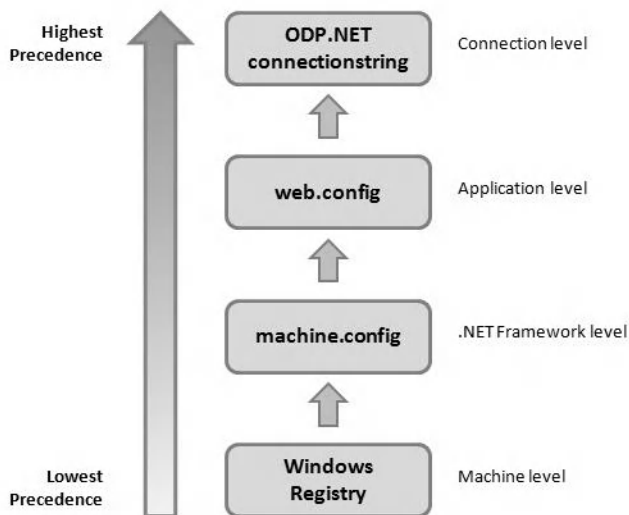 Highest
Precedence
ODP.NET
connectionstring
Connection level
web.config
Application level
machine.config
.NET Framework level
Lowest
Precedence
Windows
Registry
Machine level